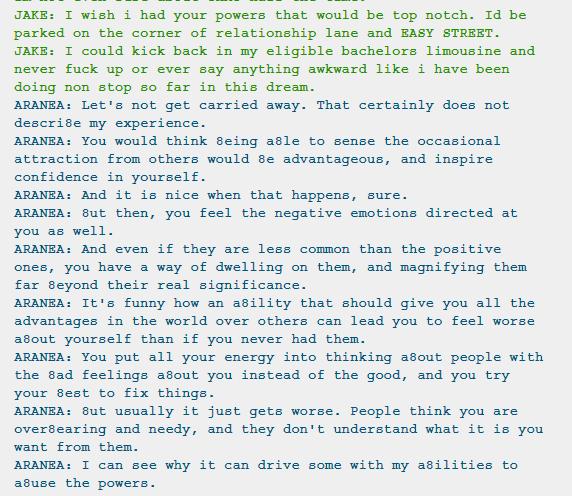 JAKE: I wish i had your powers that would be top notch. Id be
parked on the corner of relationship lane and EASY STREET.
JAKE: I could kick back in my eligible bachelors limousine and
never fuck up or ever say anything awkward like i have been
doing non stop so far in this dream.
ARANEA: Let's not get carried away. That certainly does not
descri8e my experience.
ARANEA: You would think 8eing a8le to sense the occasional
attraction from others would 8e advantageous, and inspire
confidence in yourself.
ARANEA: And it is nice when that happens, sure.
ARANEA: 8ut then, you feel the negative emotions directed at
you as well.
ARANEA: And even if they are less common than the positive
ones, you have a way of dwelling on them, and magnifying them
far 8eyond their real significance.
ARANEA: It's funny how an a8ility that should give you all the
advantages in the world over others can lead you to feel worse
a8out yourself than if you never had them.
ARANEA: You put all your energy into thinking a8out people with
the 8ad feelings a8out you instead of the good, and you try
your 8est to fix things.
ARANEA: 8ut usually it just gets worse. People think you are
over8earing and needy, and they don't understand what it is you
want from them.
ARANEA: I can see why it can drive some with my a8ilities to
a8use the powers.